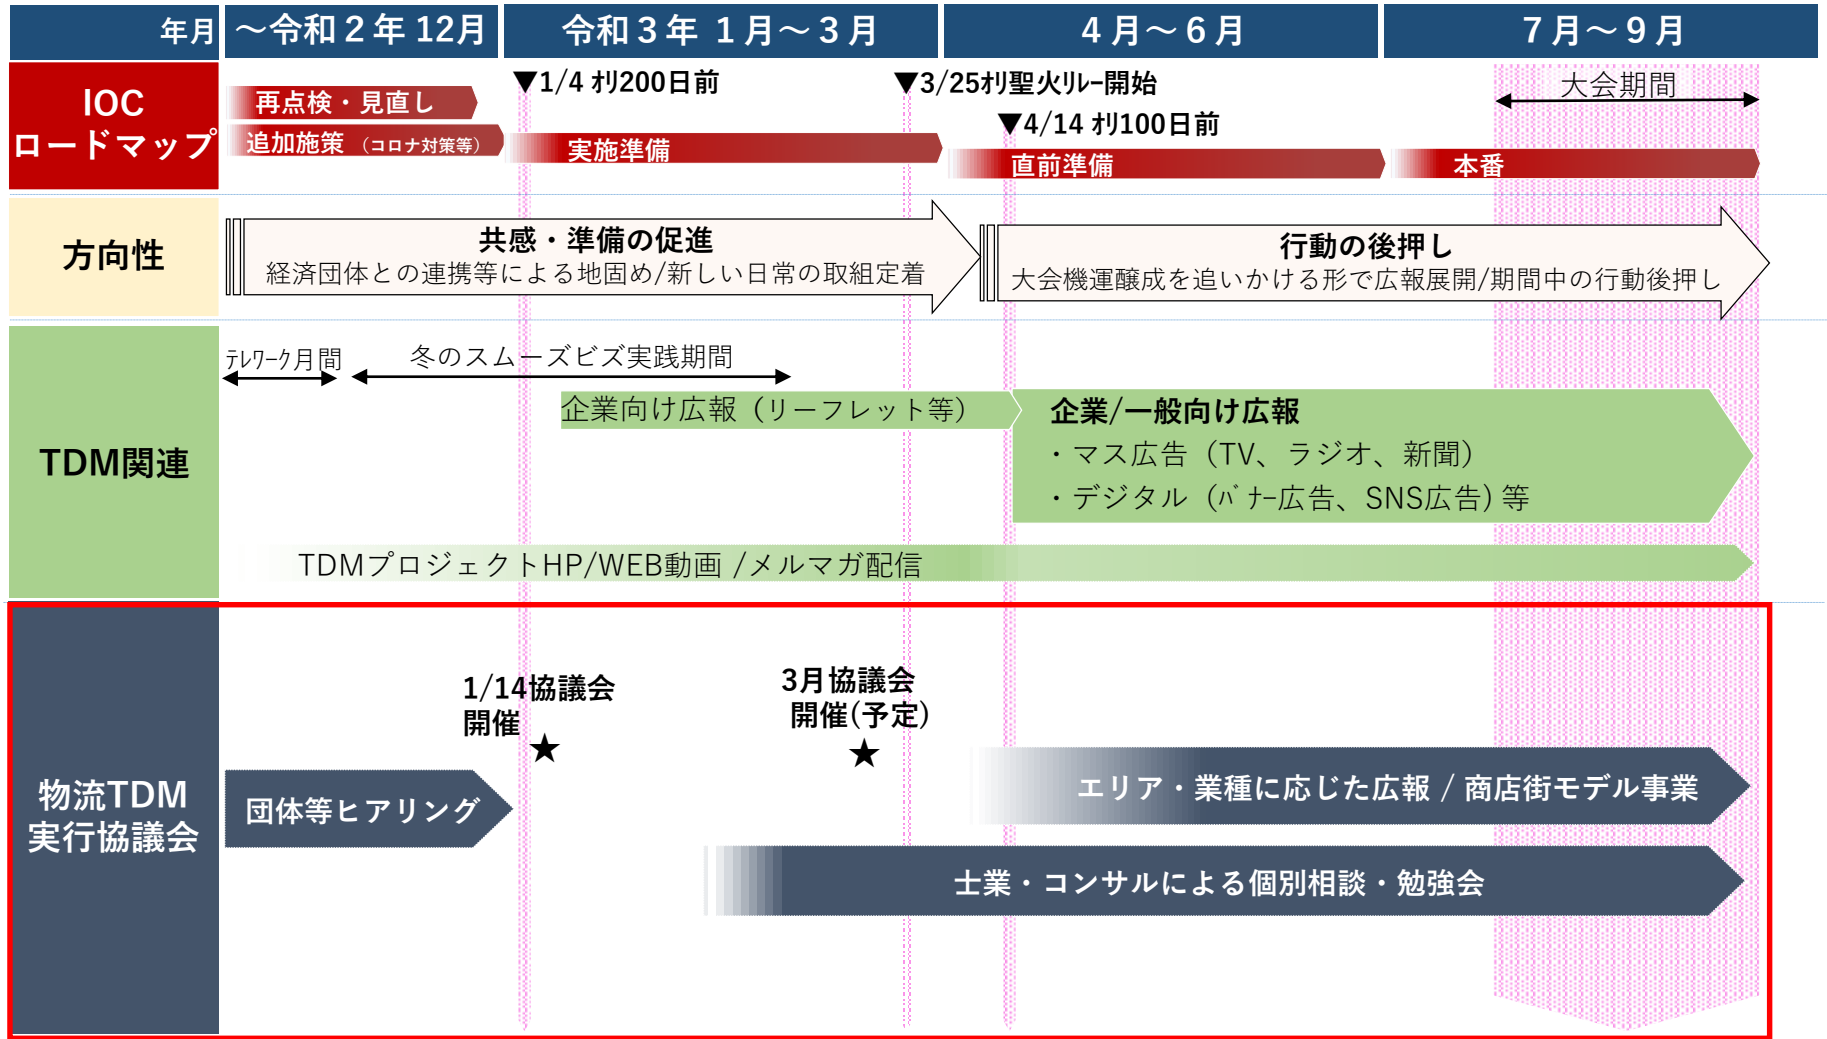 年月
～令和２年 12月
令和３年 １月～３月
４月～６月
７月～９月
IOC
ロードマップ
▼1/4 ｵﾘ200日前
▼3/25ｵﾘ聖火ﾘﾚｰ開始
▼4/14 ｵﾘ100日前
大会期間
再点検・見直し
追加施策 （コロナ対策等）
実施準備
直前準備
本番
方向性
共感・準備の促進
経済団体との連携等による地固め/新しい日常の取組定着
行動の後押し
大会機運醸成を追いかける形で広報展開/期間中の行動後押し
TDM関連
ﾃﾚﾜｰｸ月間
冬のスムーズビズ実践期間
企業向け広報（リーフレット等）
企業/一般向け広報
・マス広告（TV、ラジオ、新聞）
・デジタル（ﾊﾞﾅｰ広告、SNS広告) 等
TDMプロジェクトHP/WEB動画 /メルマガ配信
物流TDM
実行協議会
1/14協議会
開催
★
3月協議会
開催(予定)
★
団体等ヒアリング
エリア・業種に応じた広報 / 商店街モデル事業
士業・コンサルによる個別相談・勉強会